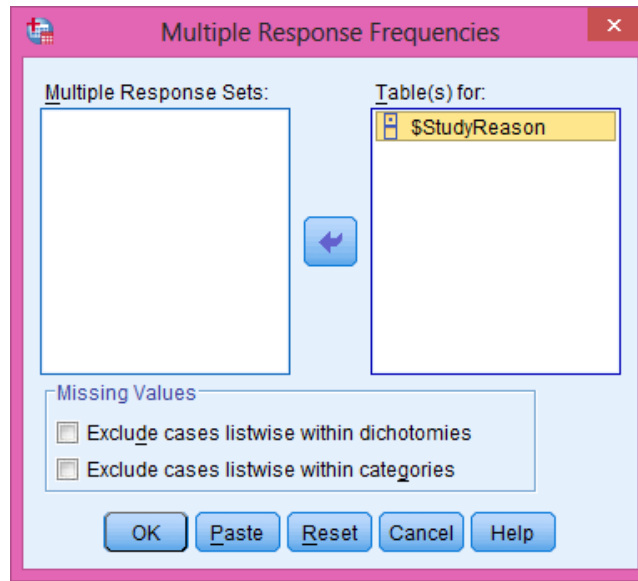 Multiple Response Frequencies
Multiple Response Sets:
Table(s) for:
$StudyReason
Missing Values
Exclude cases listwise within dichotomies
Exclude cases listwise within categories
OK Paste Reset Cancel Help